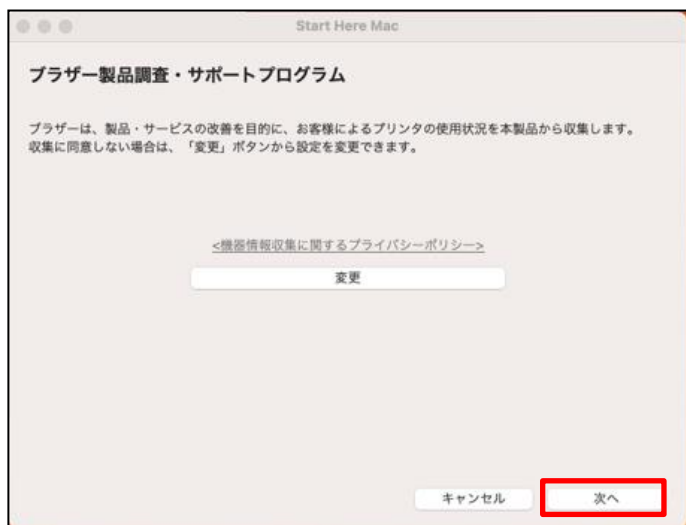 Start Here Mac
ブラザー製品調査・サポートプログラム
ブラザーは、製品・サービスの改善を目的に、お客様によるプリンタの使用状況を本製品から収集します。
収集に同意しない場合は、「変更」ボタンから設定を変更できます。
<機器情報収集に関するプライバシーポリシー>
変更
キャンセル
次へ